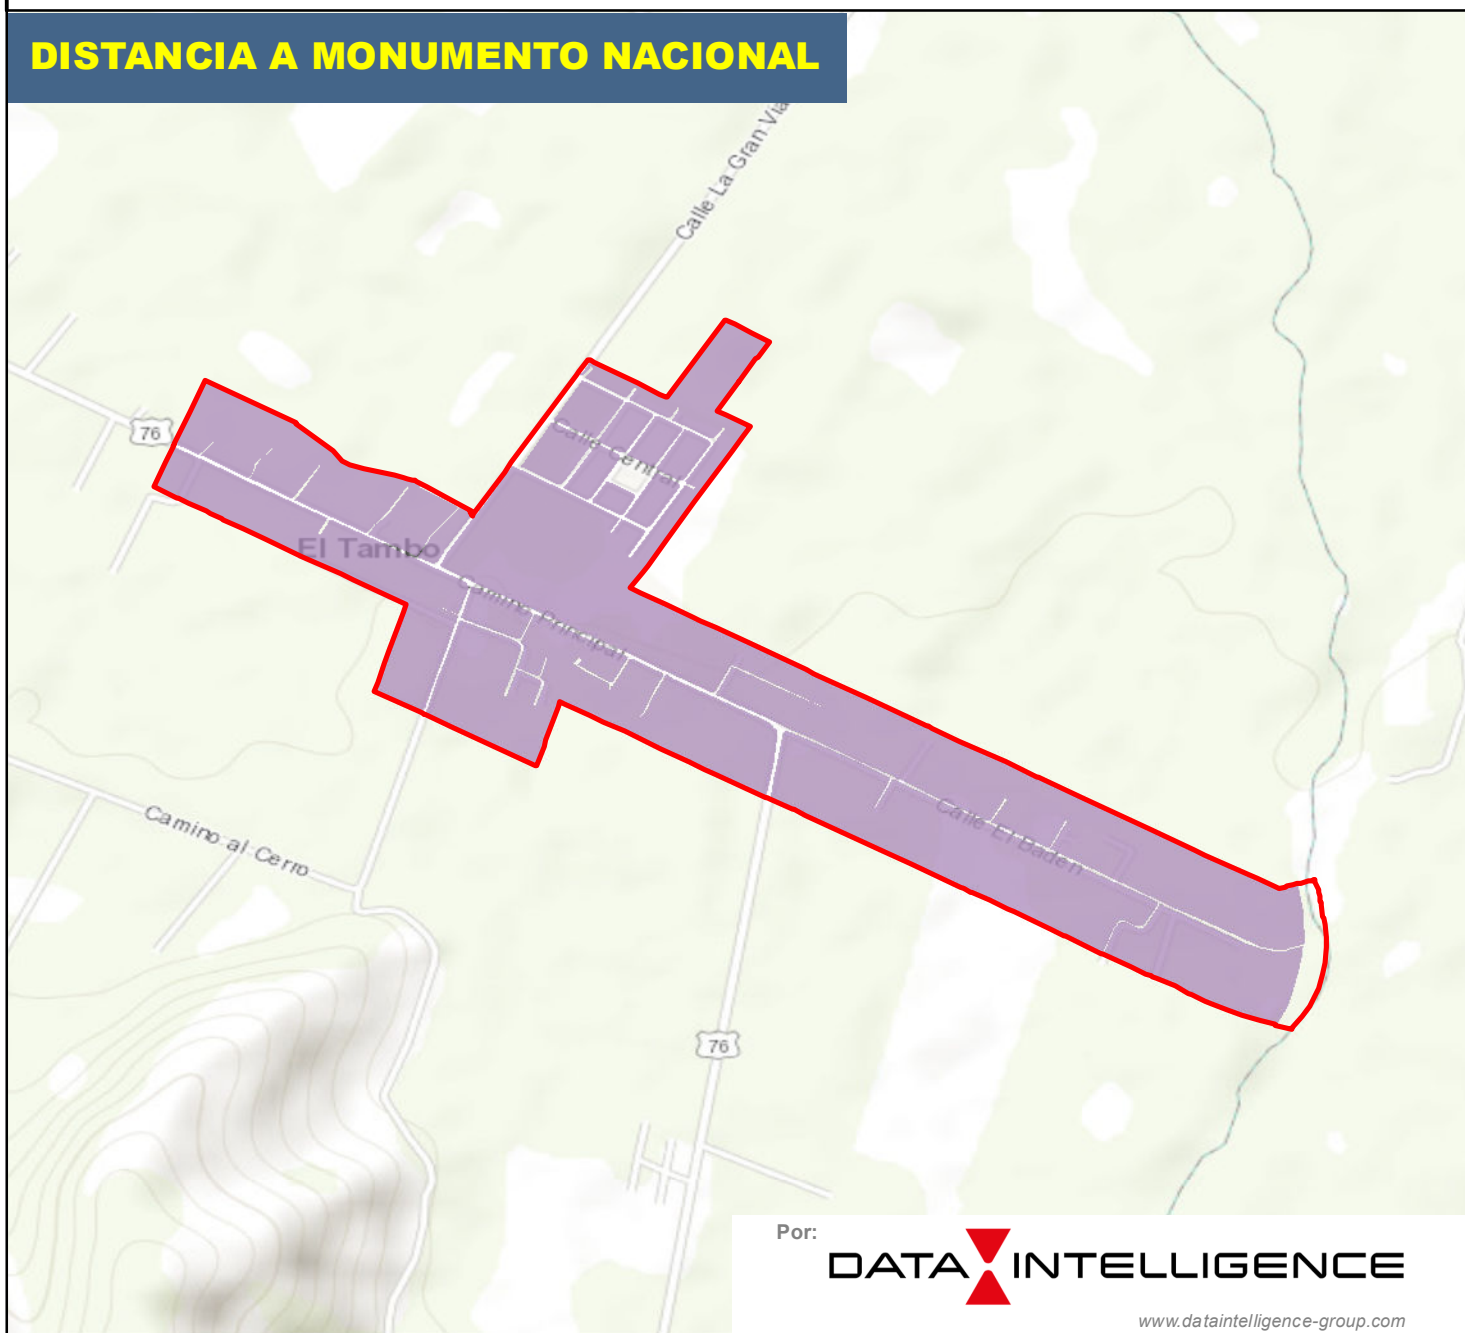 DISTANCIA A MONUMENTO NACIONAL
Calle La Gran Vía
76
Calle Central
El Tambo
Camino Principal
Calle El Baden
Camino al Cerro
76
Por:
DATA INTELLIGENCE
www.dataintelligence-group.com